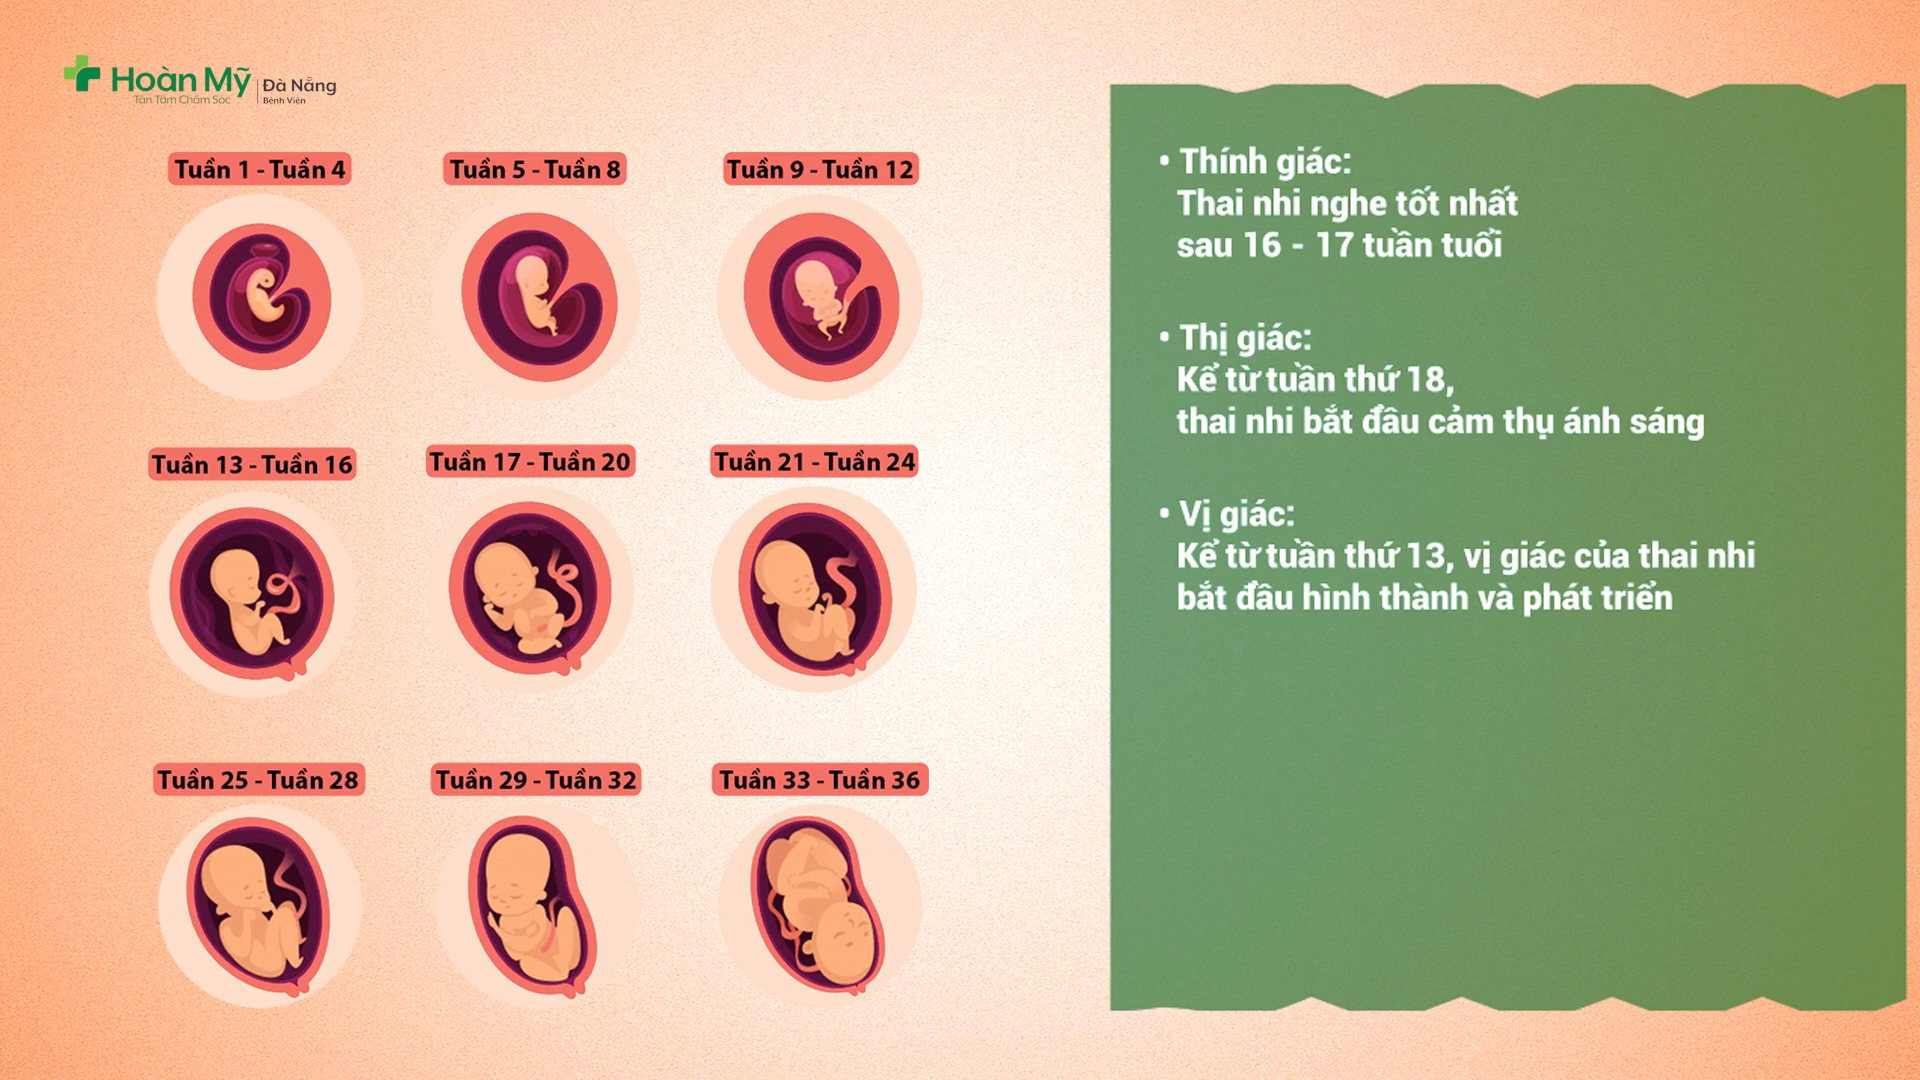 Hoàn Mỹ
Tận Tâm Chăm Sóc
Đà Nẵng
Bệnh Viện
Tuần 1 - Tuần 4
Tuần 5 - Tuần 8
Tuần 9 - Tuần 12
Tuần 13 - Tuần 16
Tuần 17 - Tuần 20
Tuần 21 - Tuần 24
Tuần 25 - Tuần 28
Tuần 29 - Tuần 32
Tuần 33 - Tuần 36
• Thính giác:
Thai nhi nghe tốt nhất
sau 16 - 17 tuần tuổi
• Thị giác:
Kể từ tuần thứ 18,
thai nhi bắt đầu cảm thụ ánh sáng
• Vị giác:
Kể từ tuần thứ 13, vị giác của thai nhi
bắt đầu hình thành và phát triển